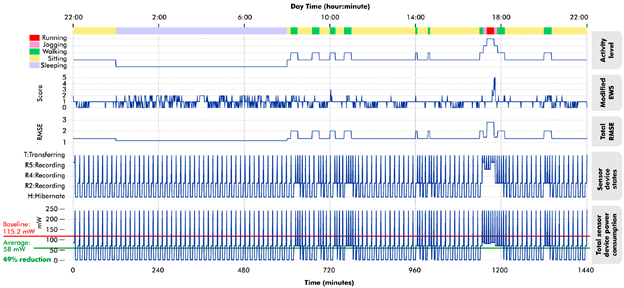 Day Time (hour:minute)
22:00 2:00 6:00 10:00 14:00 18:00 22:00
Running
Jogging
Walking
Sitting
Sleeping
Activity level
Score
5
4
3
2
1
0
Modified EWS
RMSE
3
2
1
Total RMSE
T:Transferring
R5:Recording
R4:Recording
R2:Recording
H:Hibernate
Sensor device states
Baseline:
115.2 mW
Average:
58 mW
49% reduction
mW
250
200
150
100
50
0
Total sensor device power consumption
0 240 480 720 960 1200 1440
Time (minutes)